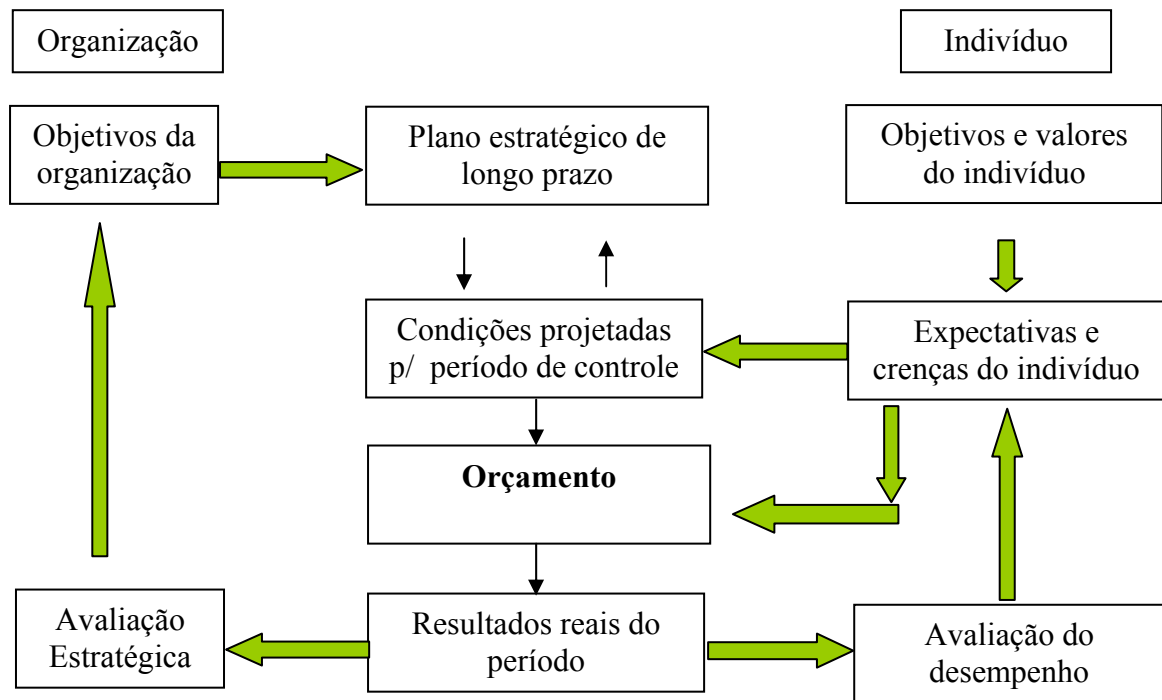 Organização
Indivíduo
Objetivos da
organização
Plano estratégico de
longo prazo
Objetivos e valores
do indivíduo
Condições projetadas
p/ período de controle
Expectativas e
crenças do indivíduo
Orçamento
Avaliação
Estratégica
Resultados reais do
período
Avaliação do
desempenho